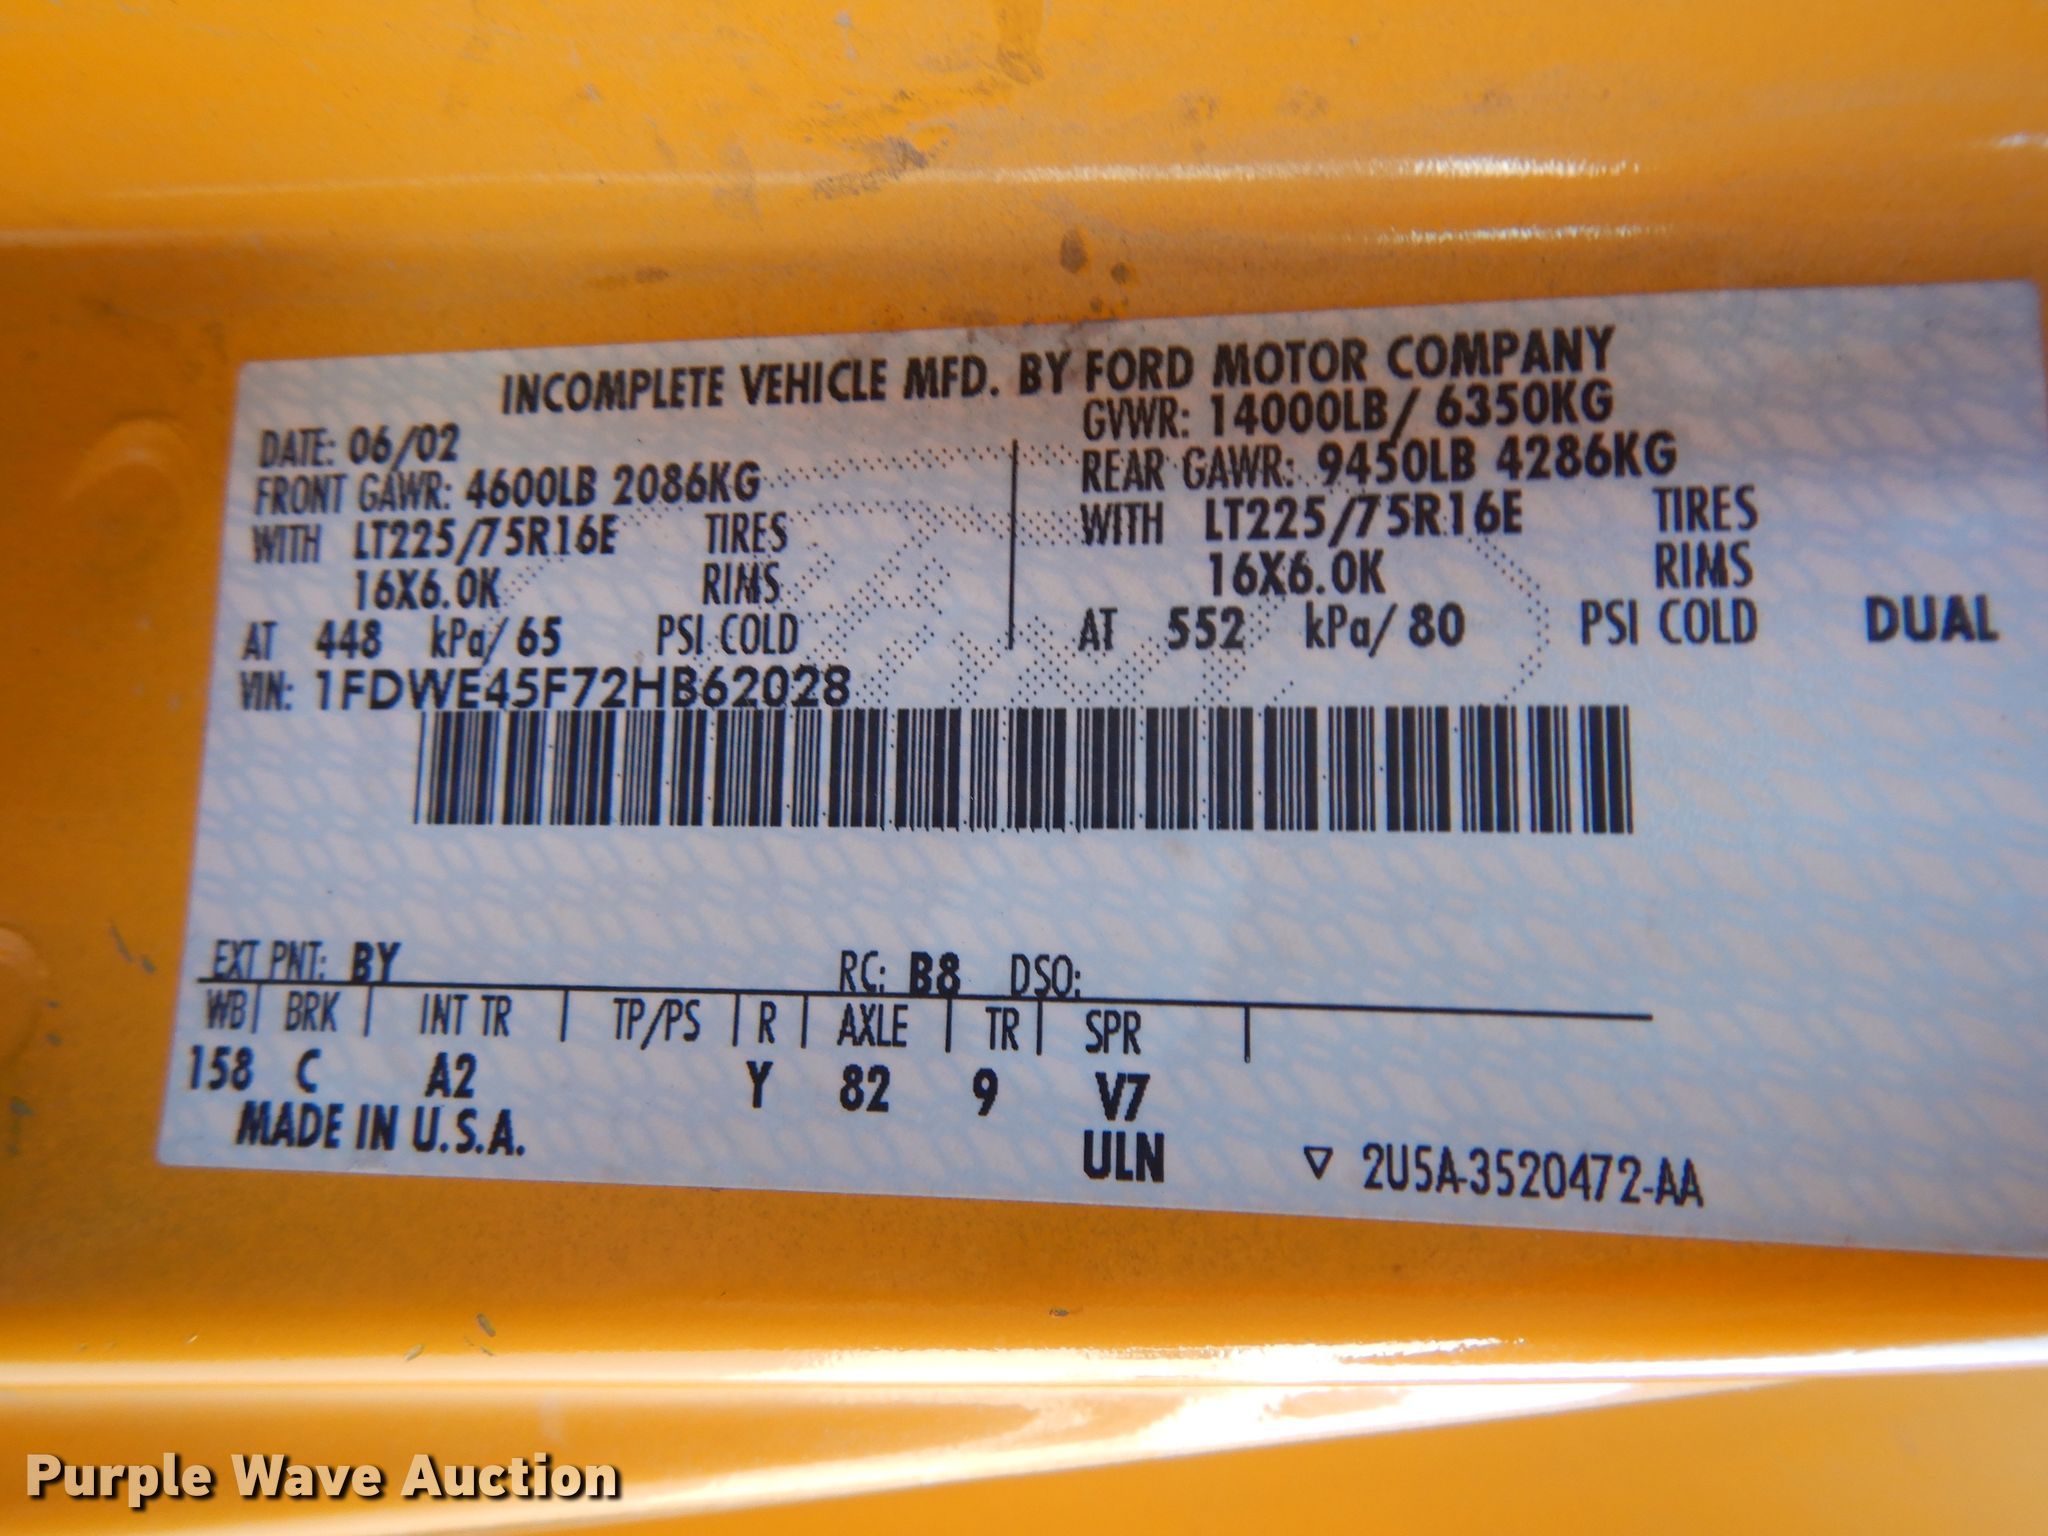 INCOMPLETE VEHICLE MFD. BY FORD MOTOR COMPANY
DATE: 06/02 GVWR: 14000LB/ 6350KG
FRONT GAWR: 4600LB 2086KG REAR GAWR: 9450LB 4286KG
WITH LT225/75R16E TIRES WITH LT225/75R16E TIRES
16X6.0K RIMS 16X6.0K RIMS
AT 448 kPa/ 65 PSI COLD AT 552 kPa/ 80 PSI COLD DUAL
VIN: 1FDWE45F72HB62028
EXT PNT: BY RC: B8 DSO:
WB| BRK | INT TR | TP/PS | R | AXLE | TR | SPR |
158 C A2 Y 82 9 V7
MADE IN U.S.A. ULN ▽ 2U5A-3520472-AA
Purple Wave Auction